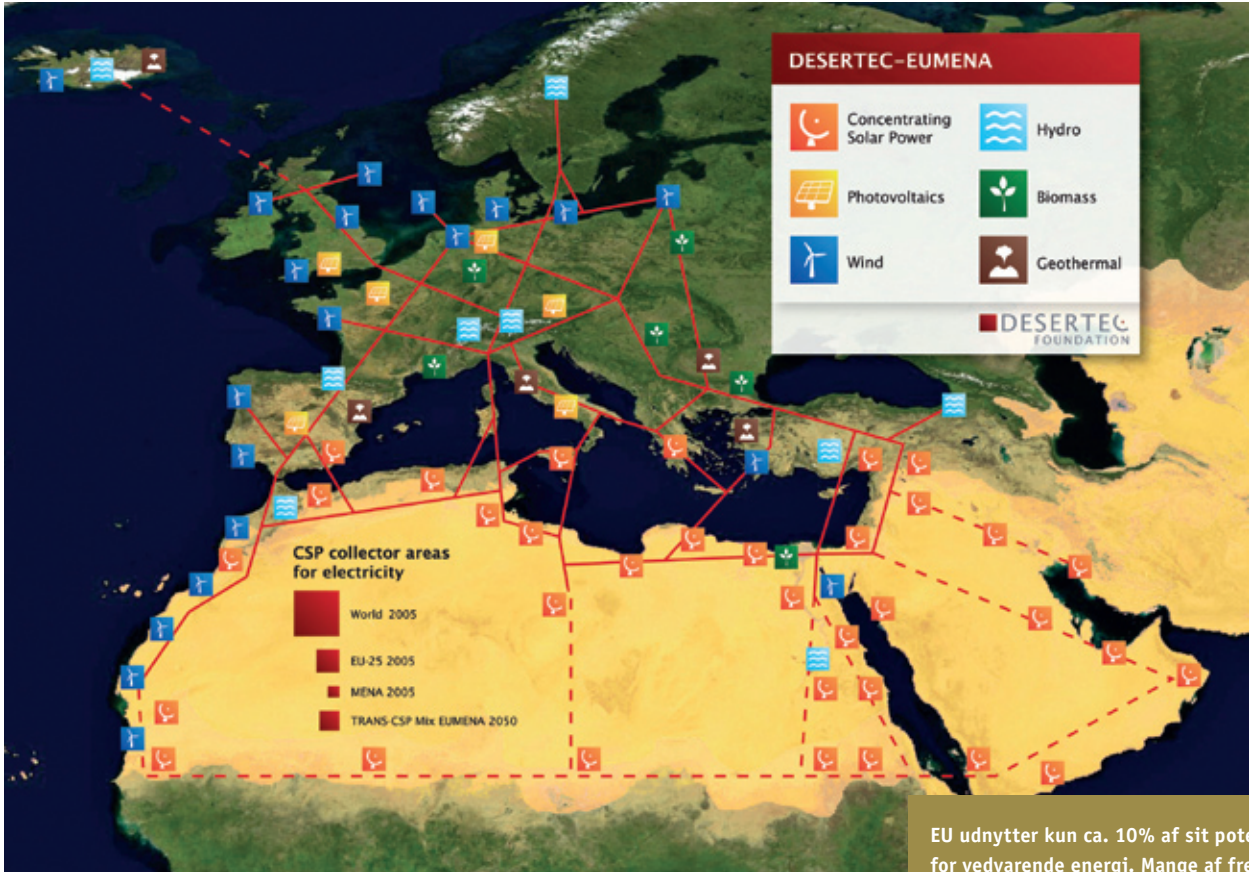 DESERTEC-EUMENA
Concentrating
Solar Power
Hydro
Photovoltaics
Biomass
Wind
Geothermal
DESERTEC
FOUNDATION
CSP collector areas
for electricity
World 2005
EU-25 2005
MENA 2005
TRANS-CSP Mix EUMENA 2050
EU udnytter kun ca. 10% af sit pote
for vedvarende energi. Mange af fre